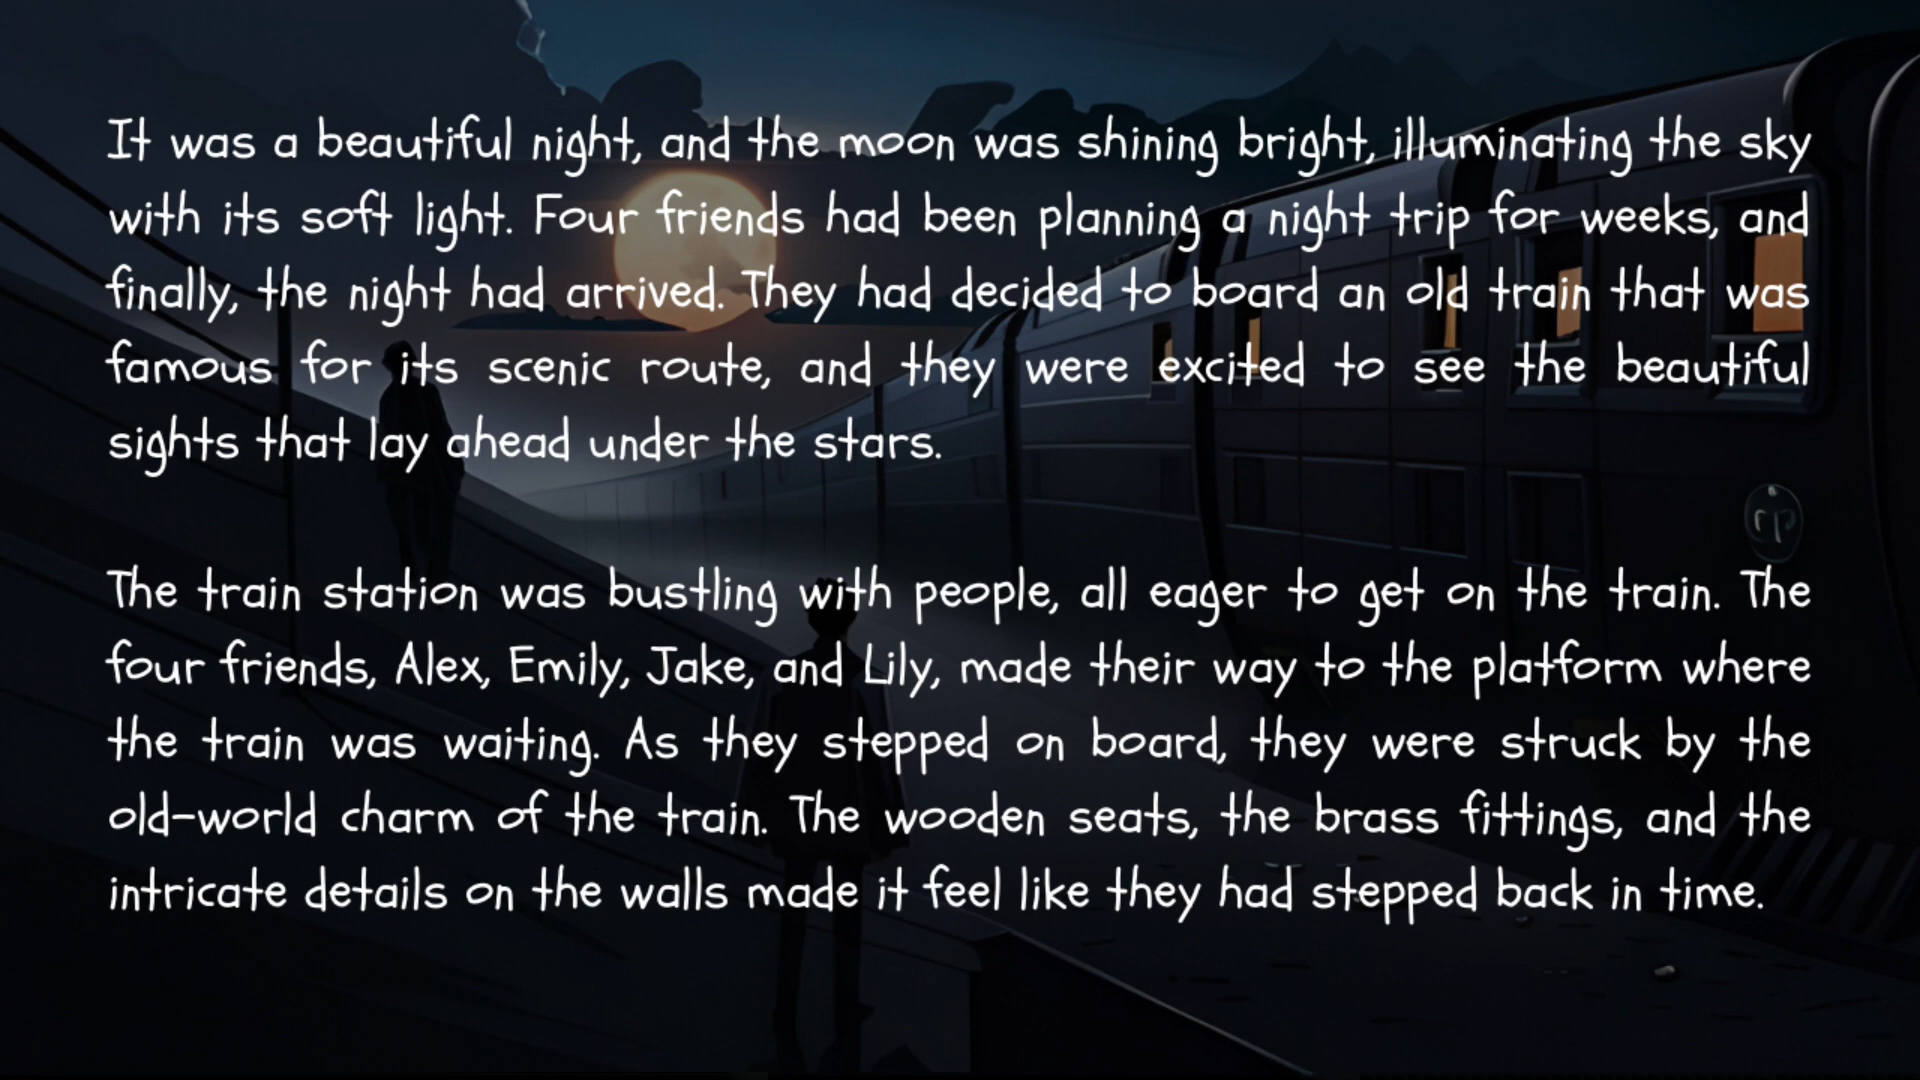 It was a beautiful night, and the moon was shining bright, illuminating the sky
with its soft light. Four friends had been planning a night trip for weeks, and
finally, the night had arrived. They had decided to board an old train that was
famous for its scenic route, and they were excited to see the beautiful
sights that lay ahead under the stars.
The train station was bustling with people, all eager to get on the train. The
four friends, Alex, Emily, Jake, and Lily, made their way to the platform where
the train was waiting. As they stepped on board, they were struck by the
old-world charm of the train. The wooden seats, the brass fittings, and the
intricate details on the walls made it feel like they had stepped back in time.